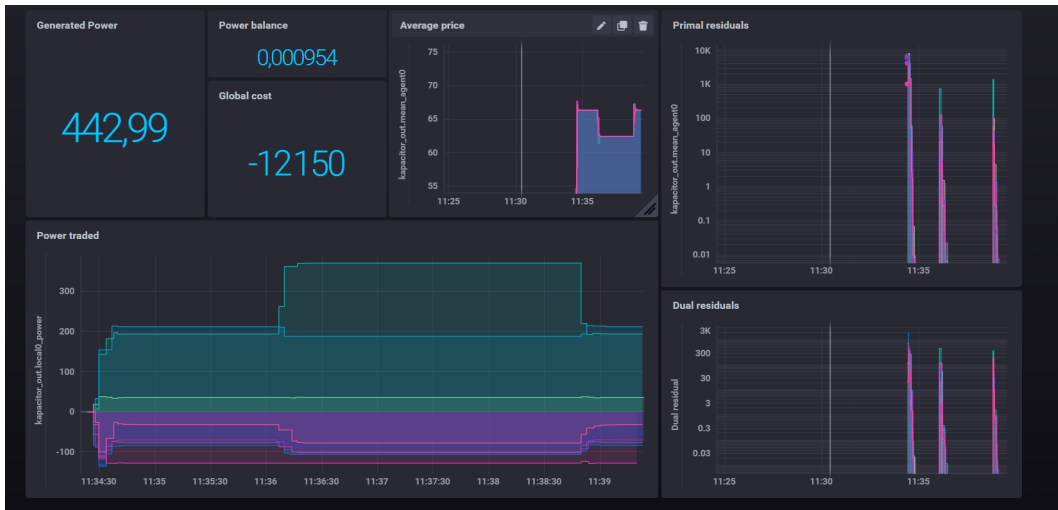 Generated Power
442,99
Power balance
0,000954
Global cost
-12150
Average price
kapacitor_out.mean_agent0
75
70
65
60
55
11:25 11:30 11:35
Primal residuals
kapacitor_out.mean_agent0
10K
1K
100
10
1
0.1
0.01
11:25 11:30 11:35
Power traded
kapacitor_out.local0_power
300
200
100
0
-100
11:34:30 11:35 11:35:30 11:36 11:36:30 11:37 11:37:30 11:38 11:38:30 11:39
Dual residuals
Dual residual
3K
300
30
3
0.3
0.03
11:25 11:30 11:35